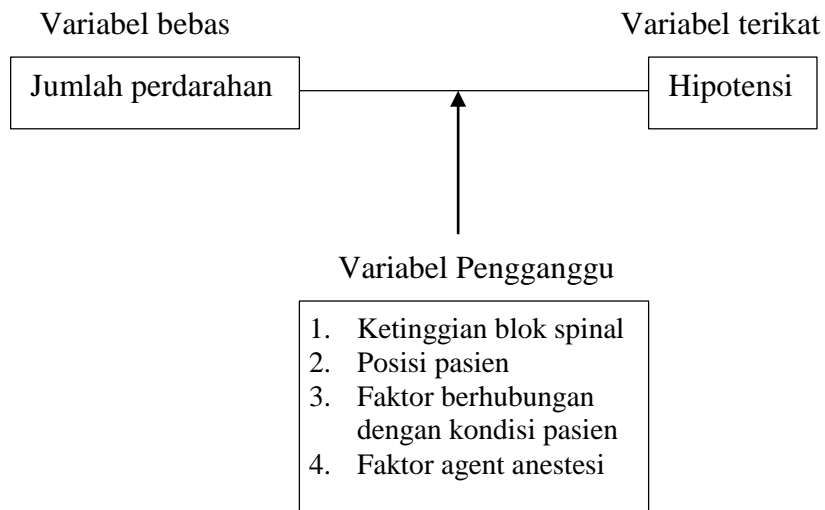 Variabel bebas
Variabel terikat
Jumlah perdarahan
Hipotensi
Variabel Pengganggu
1. Ketinggian blok spinal
2. Posisi pasien
3. Faktor berhubungan
dengan kondisi pasien
4. Faktor agent anestesi